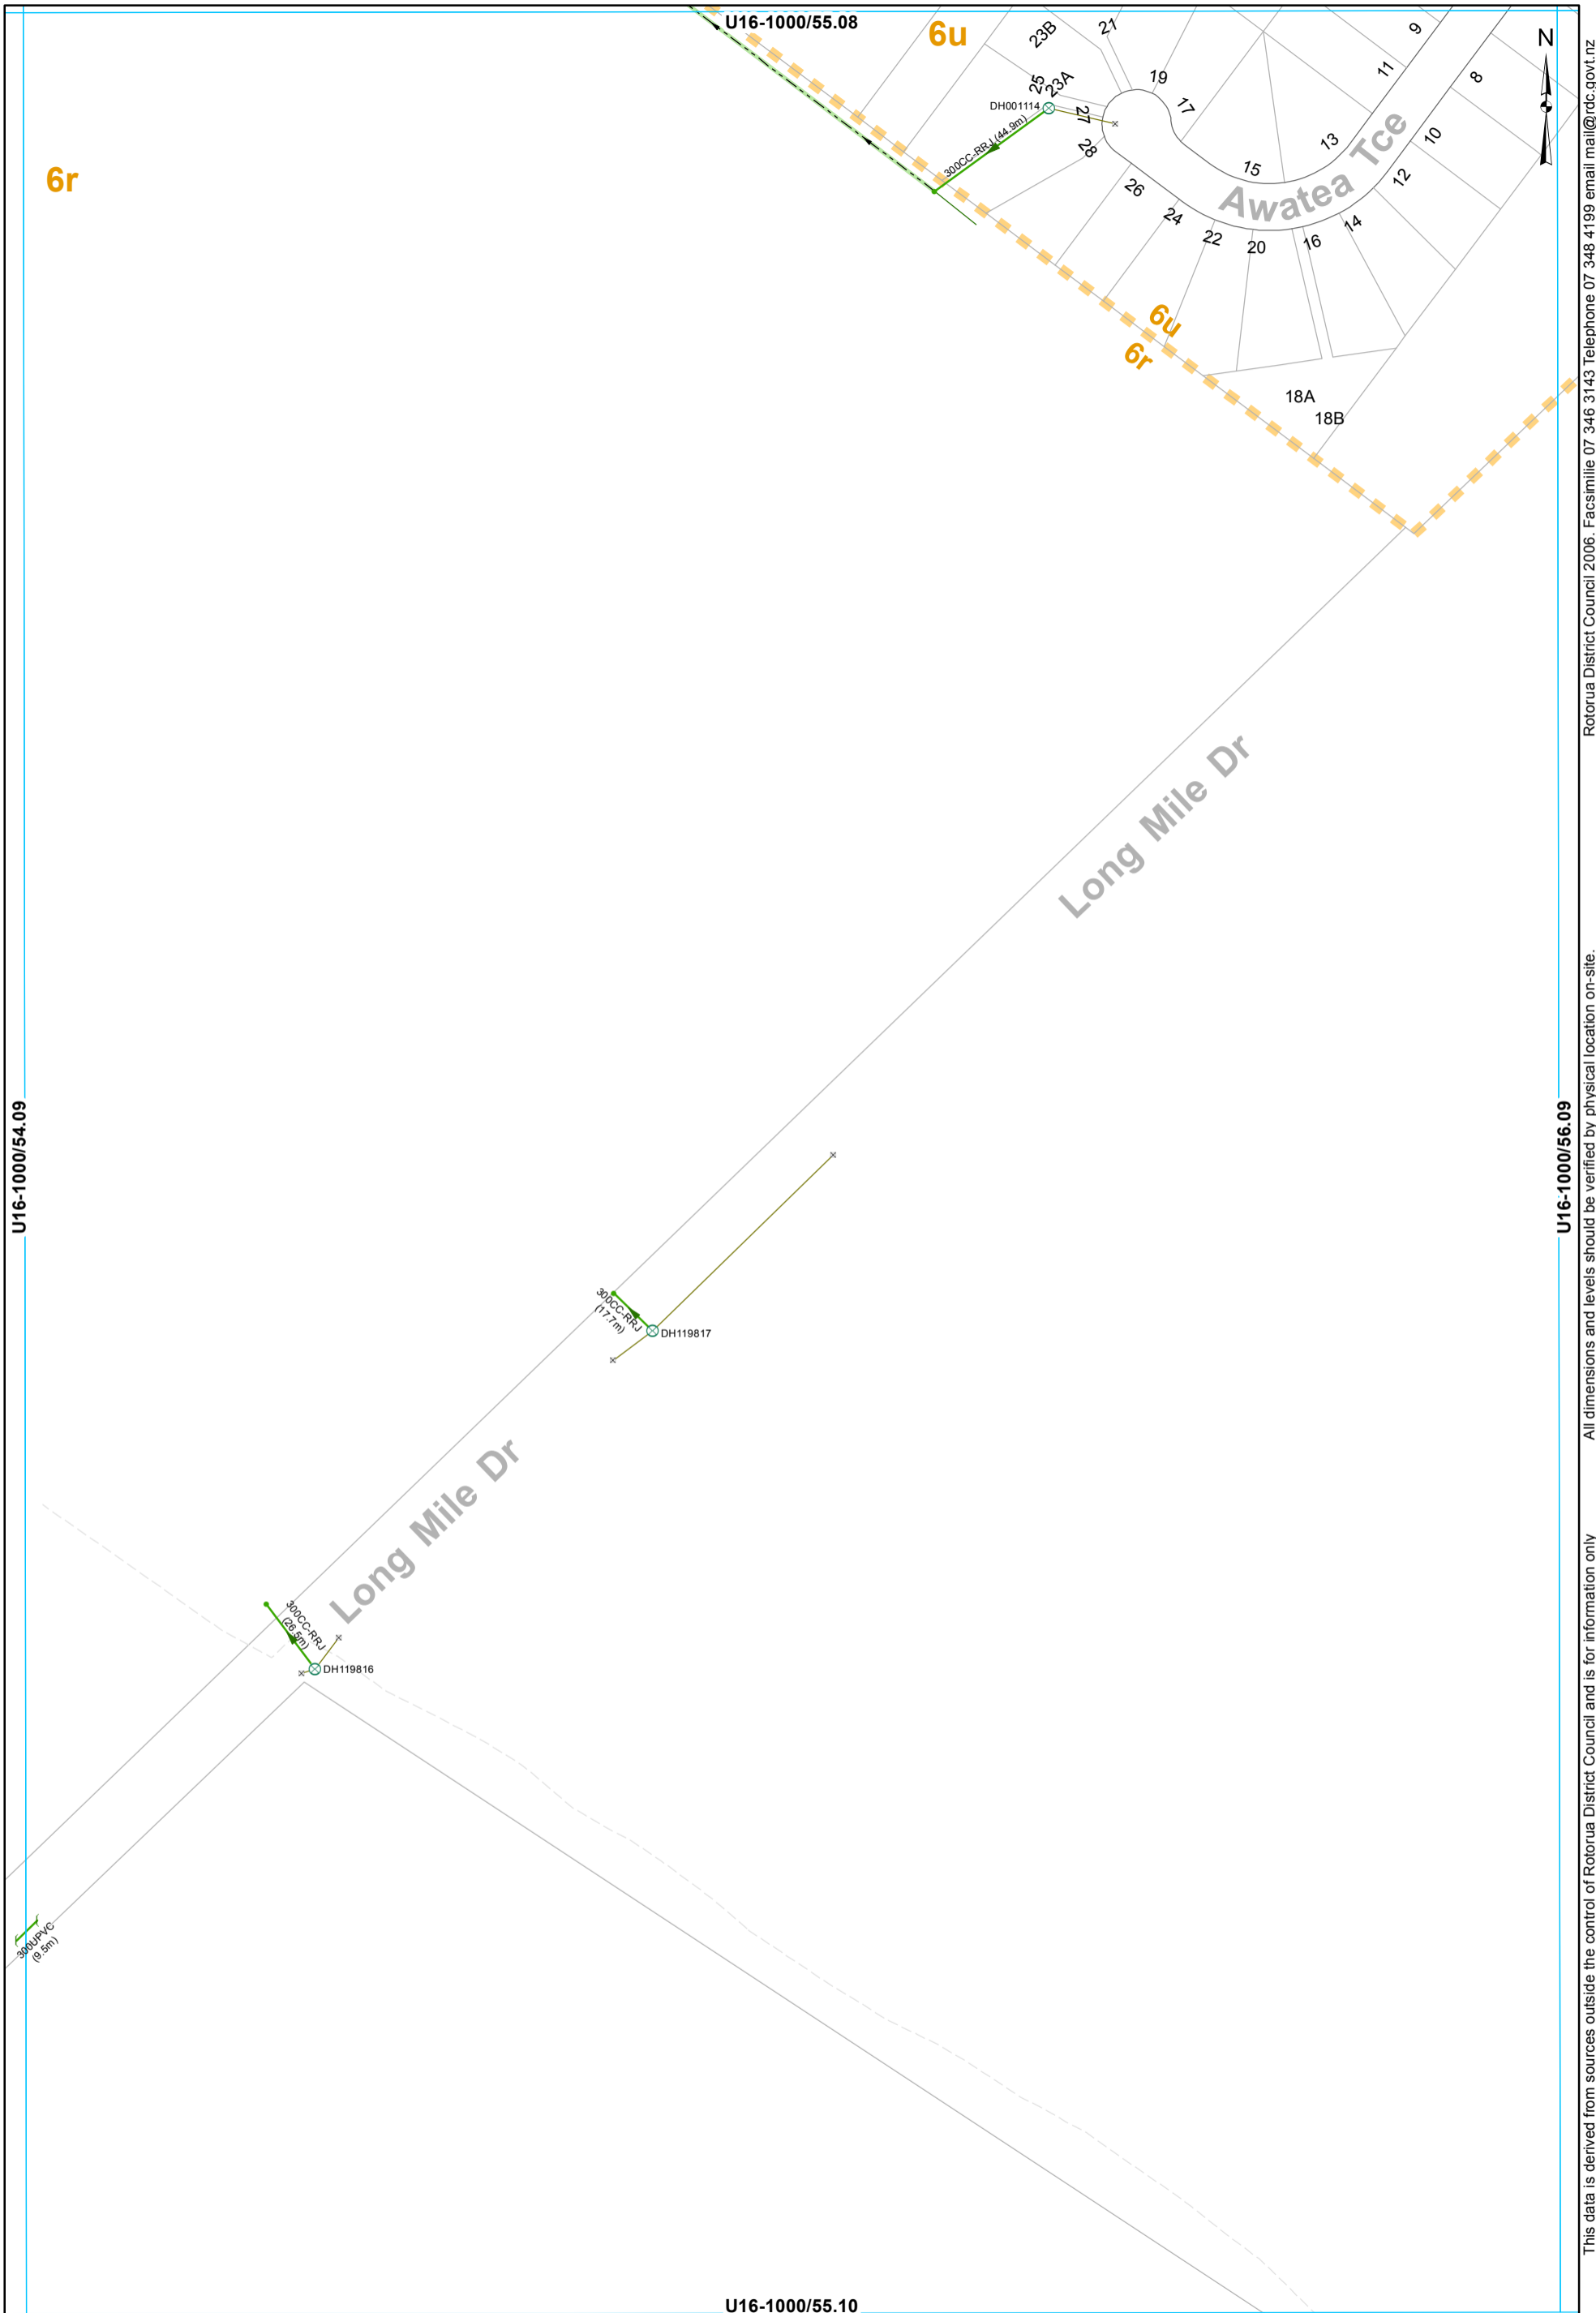 U16-1000/55.08
6u
6r
23B
21
9
N
11
8
25
23A
19
17
DH001114
27
28
300CC-RRJ (44.9m)
13
10
15
Awatea Tce
12
26
24
22
20
16
14
6u
6r
18A
18B
Long Mile Dr
U16-1000/54.09
U16-1000/56.09
300CC-RRJ
(17.7m)
DH119817
Long Mile Dr
300CC-RRJ
(26.5m)
DH119816
300UPVC
(9.5m)
U16-1000/55.10
This data is derived from sources outside the control of Rotorua District Council and is for information only
All dimensions and levels should be verified by physical location on-site.
Rotorua District Council 2006. Facsimilie 07 346 3143 Telephone 07 348 4199 email mail@rdc.govt.nz